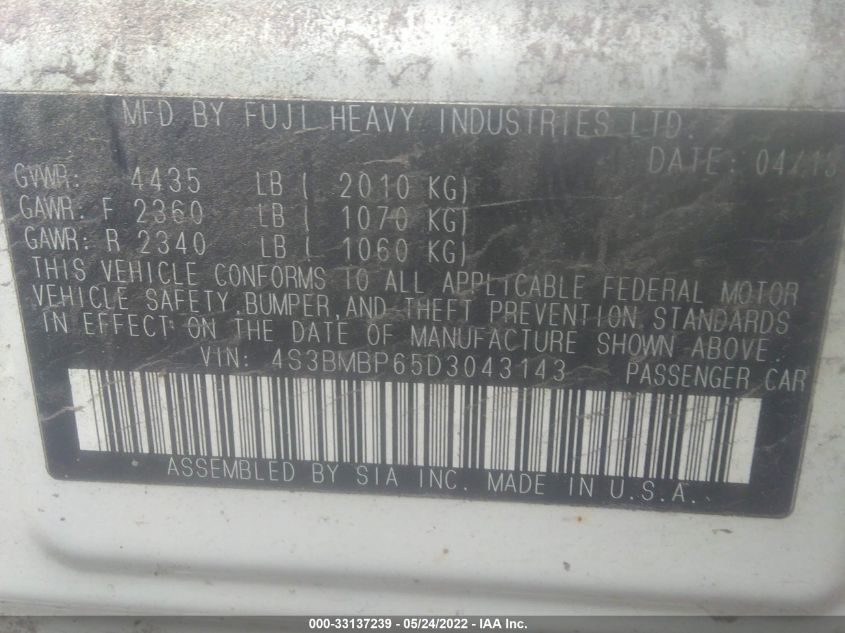 MFD BY FUJI HEAVY INDUSTRIES LTD.
DATE: 04/13
GVWR: 4435 LB ( 2010 KG)
GAWR: F 2360 LB ( 1070 KG)
GAWR: R 2340 LB ( 1060 KG)
THIS VEHICLE CONFORMS TO ALL APPLICABLE FEDERAL MOTOR
VEHICLE SAFETY, BUMPER, AND THEFT PREVENTION STANDARDS
IN EFFECT ON THE DATE OF MANUFACTURE SHOWN ABOVE.
VIN: 4S3BMBP65D3043143 PASSENGER CAR
ASSEMBLED BY SIA INC. MADE IN U.S.A.
000-33137239 - 05/24/2022 - IAA Inc.